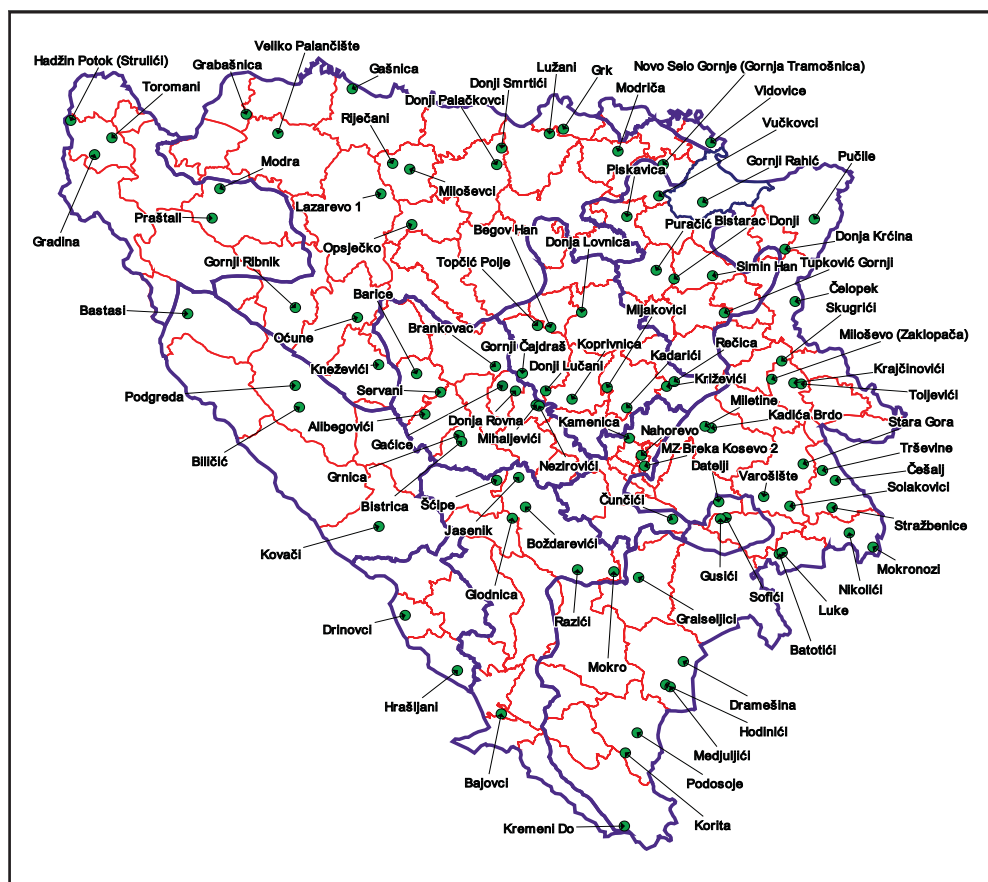 Veliko Palančište
Hadžin Potok (Strulići)
Grabašnica
Gašnica
Lužani
Grk
Novo Selo Gornje (Gornja Tramošnica)
Toromani
Donji Smrtići
Modriča
Vidovice
Donji Palačkovci
Vučkovci
Riječani
Modra
Piskavica
Gornji Rahić
Pučile
Miloševci
Lazarevo 1
Praštali
Puračić
Bistarac Donji
Begov Han
Gradina
Opsječko
Donja Lovnica
Donja Krćina
Topčić Polje
Simin Han
Tupković Gornji
Gornji Ribnik
Čelopek
Barice
Bastasi
Mijakovici
Skugrići
Brankovac
Oćune
Koprivnica
Rečica
Miloševo (Zaklopača)
Gornji Čajdraš
Kadarići
Donji Lučani
Kneževići
Krajčinovići
Križevići
Podgreda
Servani
Toljevići
Miletine
Donja Rovna
Kadića Brdo
Alibegovići
Kamenica
Stara Gora
Gaćice
Mihaljevići
Nahorevo
MZ Breka Kosevo 2
Trševine
Biličić
Nezirovići
Datelji
Češalj
Grnica
Varošište
Solakovici
Bistrica
Šćipe
Čunčići
Stražbenice
Kovači
Jasenik
Boždarevići
Gusići
Mokronozi
Glodnica
Sofići
Nikolići
Luke
Razići
Graiseljici
Drinovci
Batotići
Mokro
Hrašljani
Dramešina
Hodinići
Medjuljići
Bajovci
Podosoje
Kremeni Do
Korita